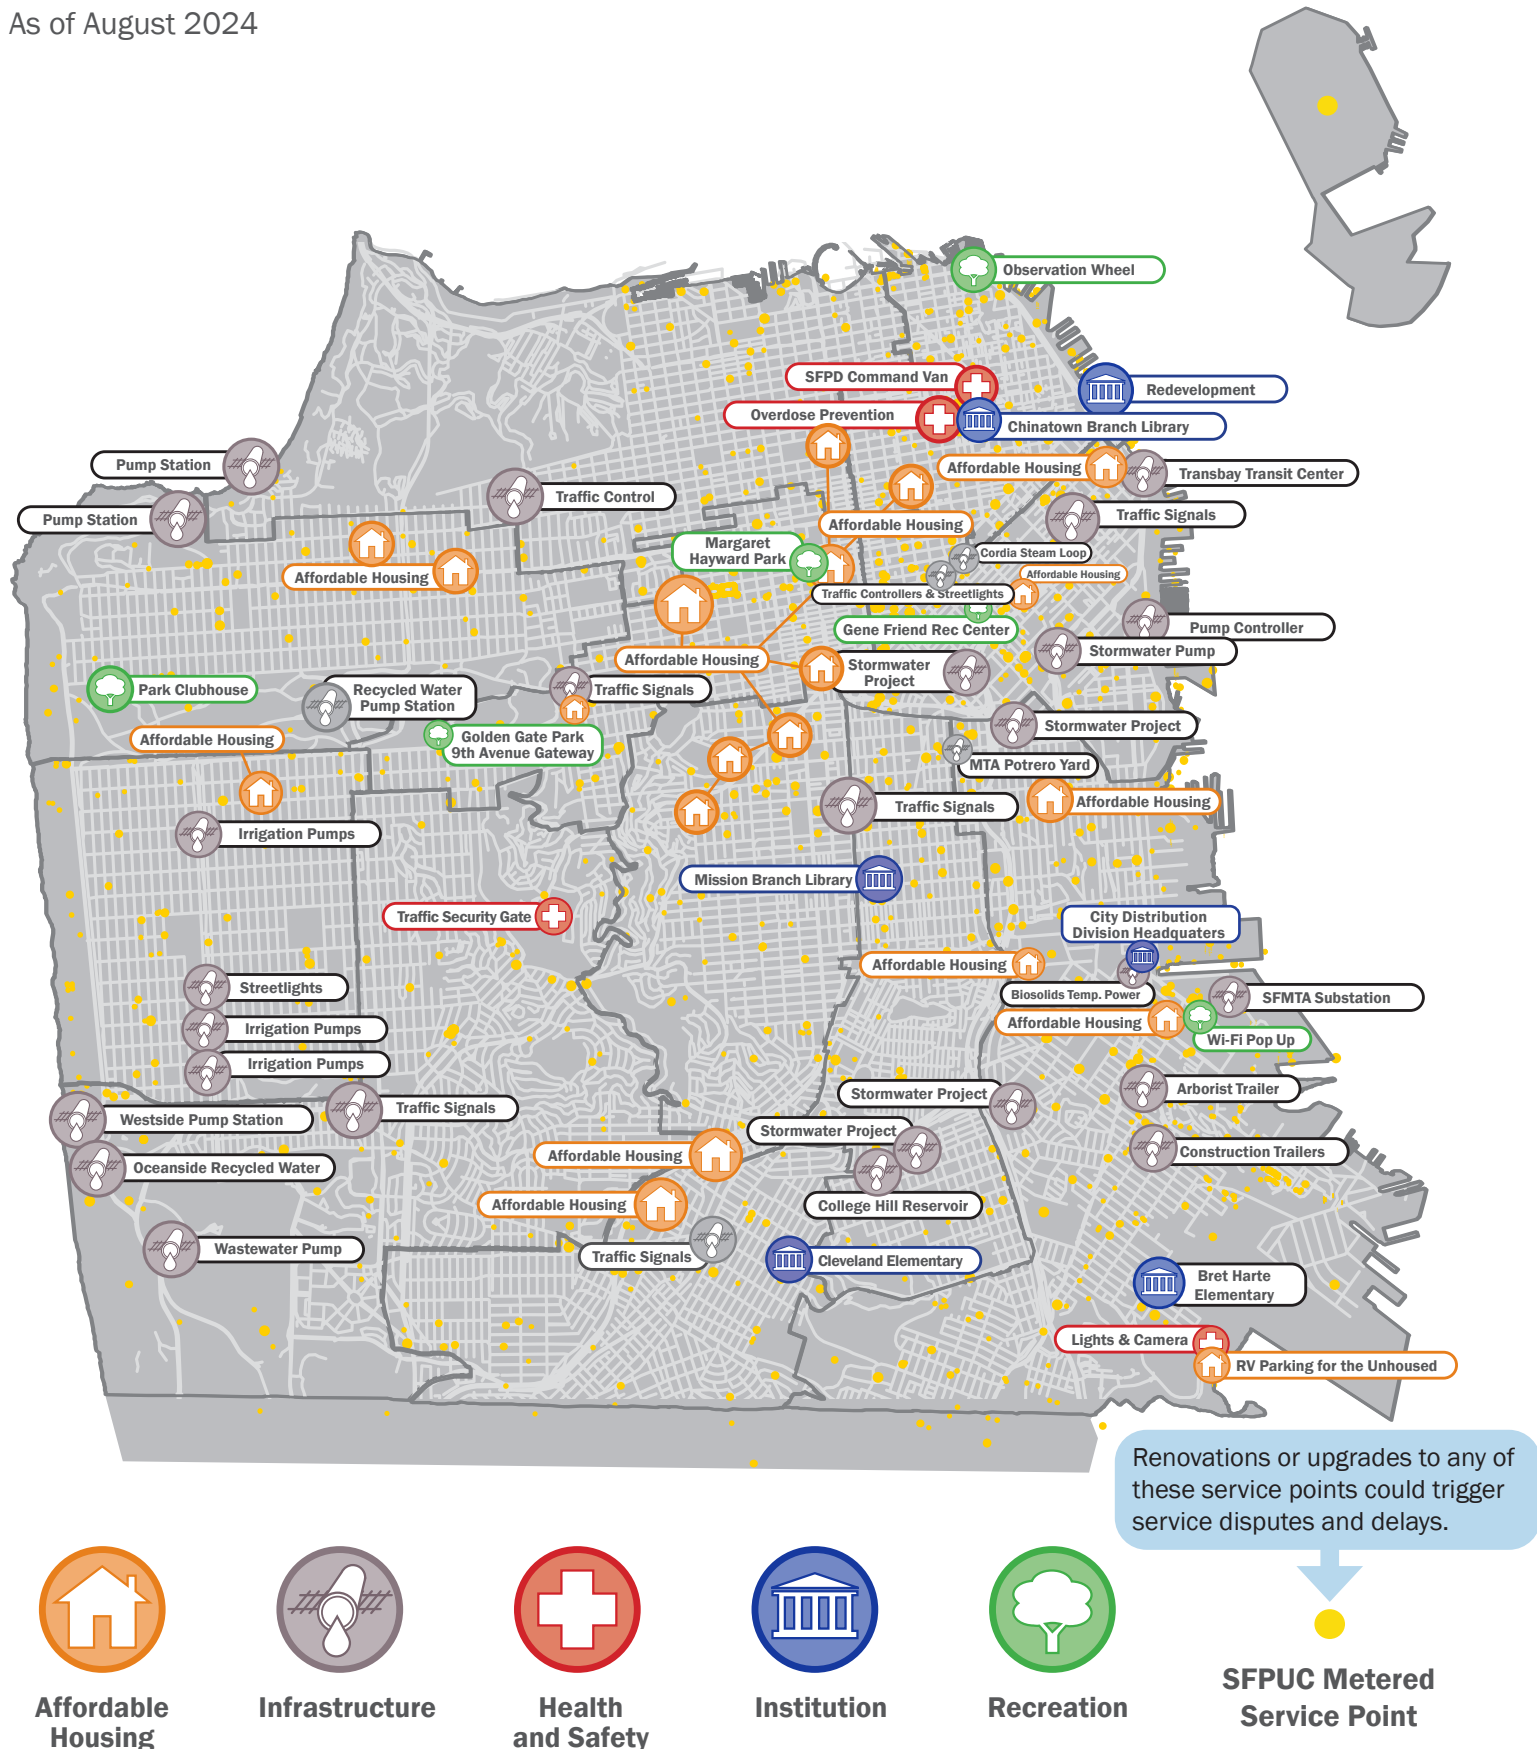 As of August 2024
Observation Wheel
SFPD Command Van
Redevelopment
Overdose Prevention
Chinatown Branch Library
Pump Station
Affordable Housing
Transbay Transit Center
Traffic Control
Pump Station
Traffic Signals
Affordable Housing
Margaret
Hayward Park
Cordia Steam Loop
Affordable Housing
Affordable Housing
Traffic Controllers & Streetlights
Gene Friend Rec Center
Pump Controller
Stormwater Pump
Affordable Housing
Stormwater
Project
Park Clubhouse
Recycled Water
Pump Station
Traffic Signals
Stormwater Project
Affordable Housing
Golden Gate Park
9th Avenue Gateway
MTA Potrero Yard
Affordable Housing
Traffic Signals
Irrigation Pumps
Mission Branch Library
Traffic Security Gate
City Distribution
Division Headquaters
Affordable Housing
Streetlights
Biosolids Temp. Power
SFMTA Substation
Affordable Housing
Irrigation Pumps
Wi-Fi Pop Up
Irrigation Pumps
Arborist Trailer
Stormwater Project
Traffic Signals
Westside Pump Station
Stormwater Project
Construction Trailers
Affordable Housing
Oceanside Recycled Water
Affordable Housing
College Hill Reservoir
Wastewater Pump
Traffic Signals
Cleveland Elementary
Bret Harte
Elementary
Lights & Camera
RV Parking for the Unhoused
Renovations or upgrades to any of
these service points could trigger
service disputes and delays.
Affordable
Housing
Infrastructure
Health
and Safety
Institution
Recreation
SFPUC Metered
Service Point